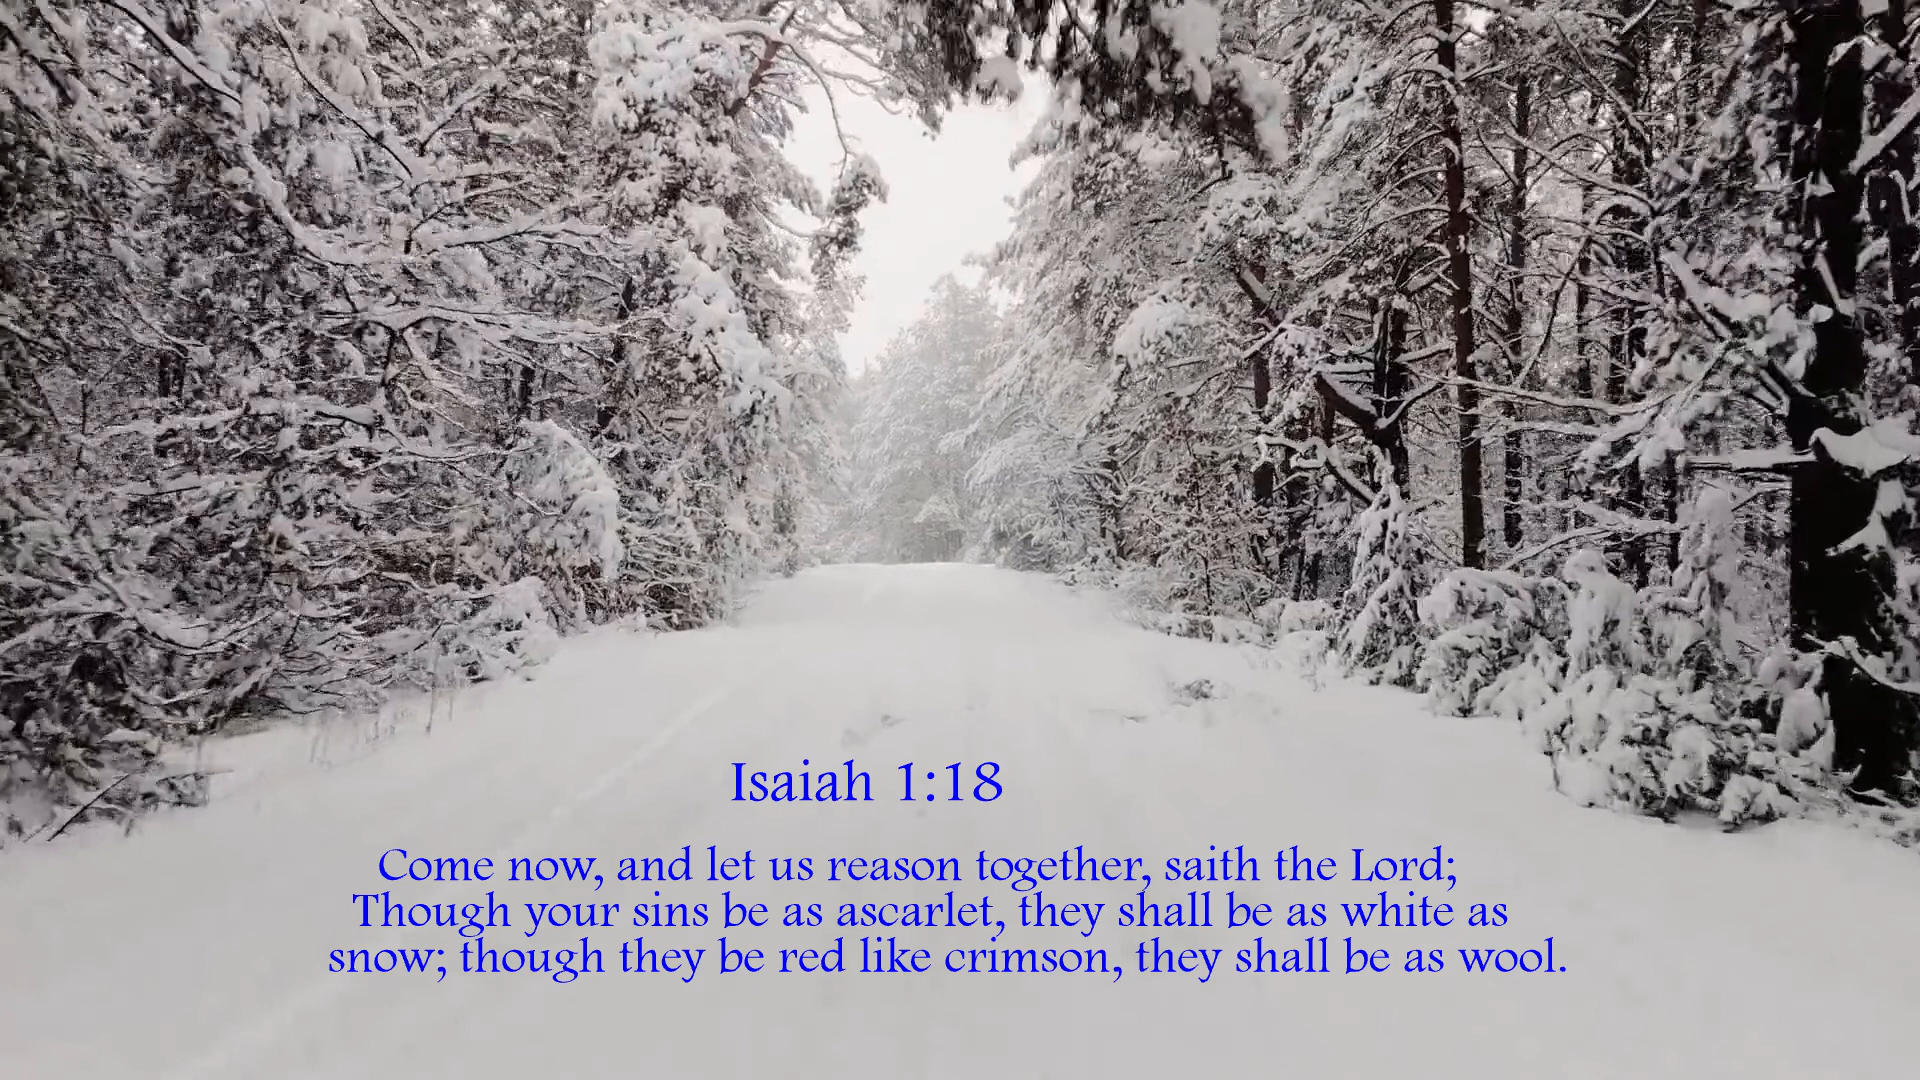 Isaiah 1:18
Come now, and let us reason together, saith the Lord;
Though your sins be as ascarlet, they shall be as white as
snow; though they be red like crimson, they shall be as wool.